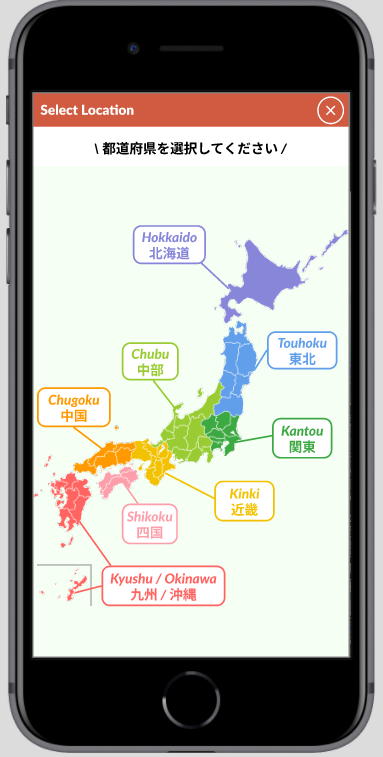 Select Location
\ 都道府県を選択してください /
Hokkaido
北海道
Touhoku
東北
Chubu
中部
Chugoku
中国
Kantou
関東
Kinki
近畿
Shikoku
四国
Kyushu / Okinawa
九州 / 沖縄